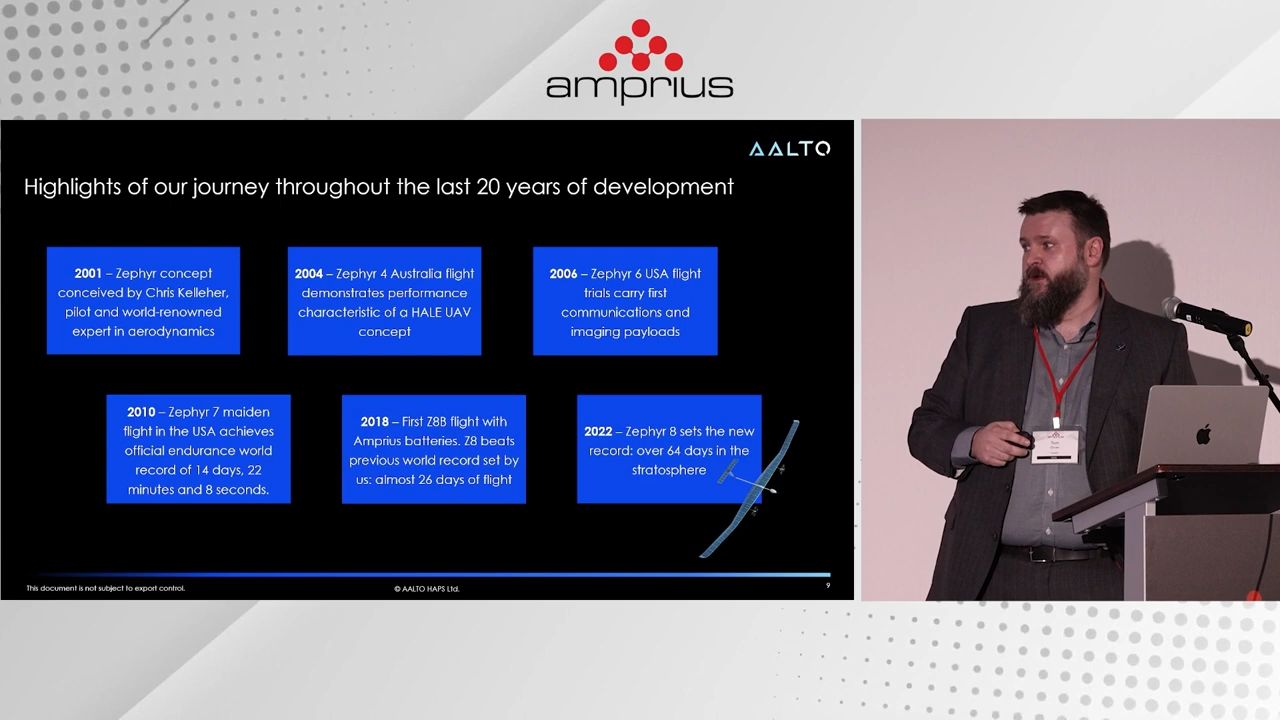 amprius
AALTO
Highlights of our journey throughout the last 20 years of development
2001 – Zephyr concept
conceived by Chris Kelleher,
pilot and world-renowned
expert in aerodynamics
2004 – Zephyr 4 Australia flight
demonstrates performance
characteristic of a HALE UAV
concept
2006 – Zephyr 6 USA flight
trials carry first
communications and
imaging payloads
2010 – Zephyr 7 maiden
flight in the USA achieves
official endurance world
record of 14 days, 22
minutes and 8 seconds.
2018 – First Z8B flight with
Amprius batteries. Z8 beats
previous world record set by
us: almost 26 days of flight
2022 – Zephyr 8 sets the new
record: over 64 days in the
stratosphere
This document is not subject to export control.
© AALTO HAPS Ltd.
9